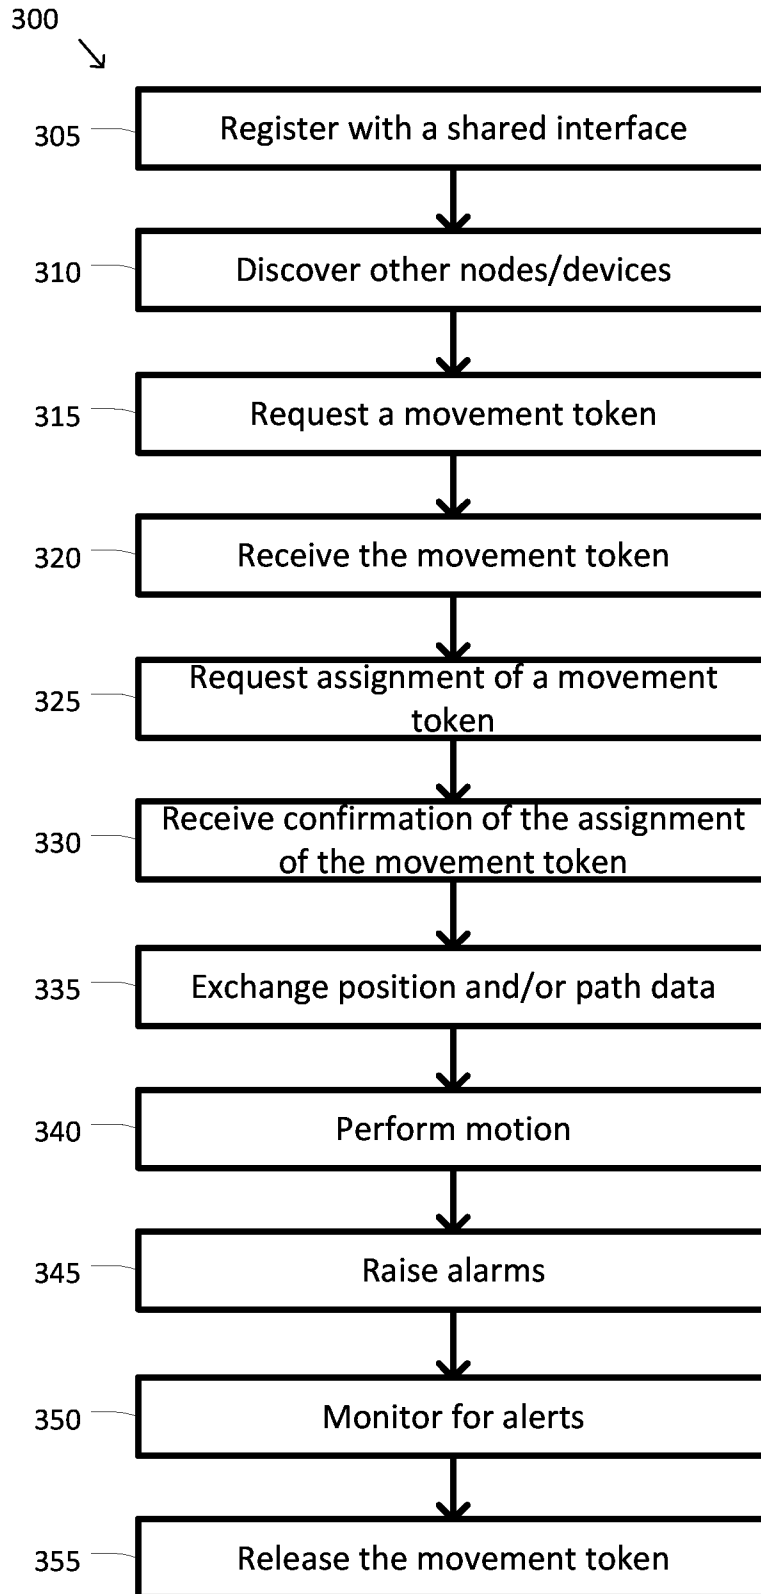 300
305
Register with a shared interface
310
Discover other nodes/devices
315
Request a movement token
320
Receive the movement token
325
Request assignment of a movement
token
330
Receive confirmation of the assignment
of the movement token
335
Exchange position and/or path data
340
Perform motion
345
Raise alarms
350
Monitor for alerts
355
Release the movement token